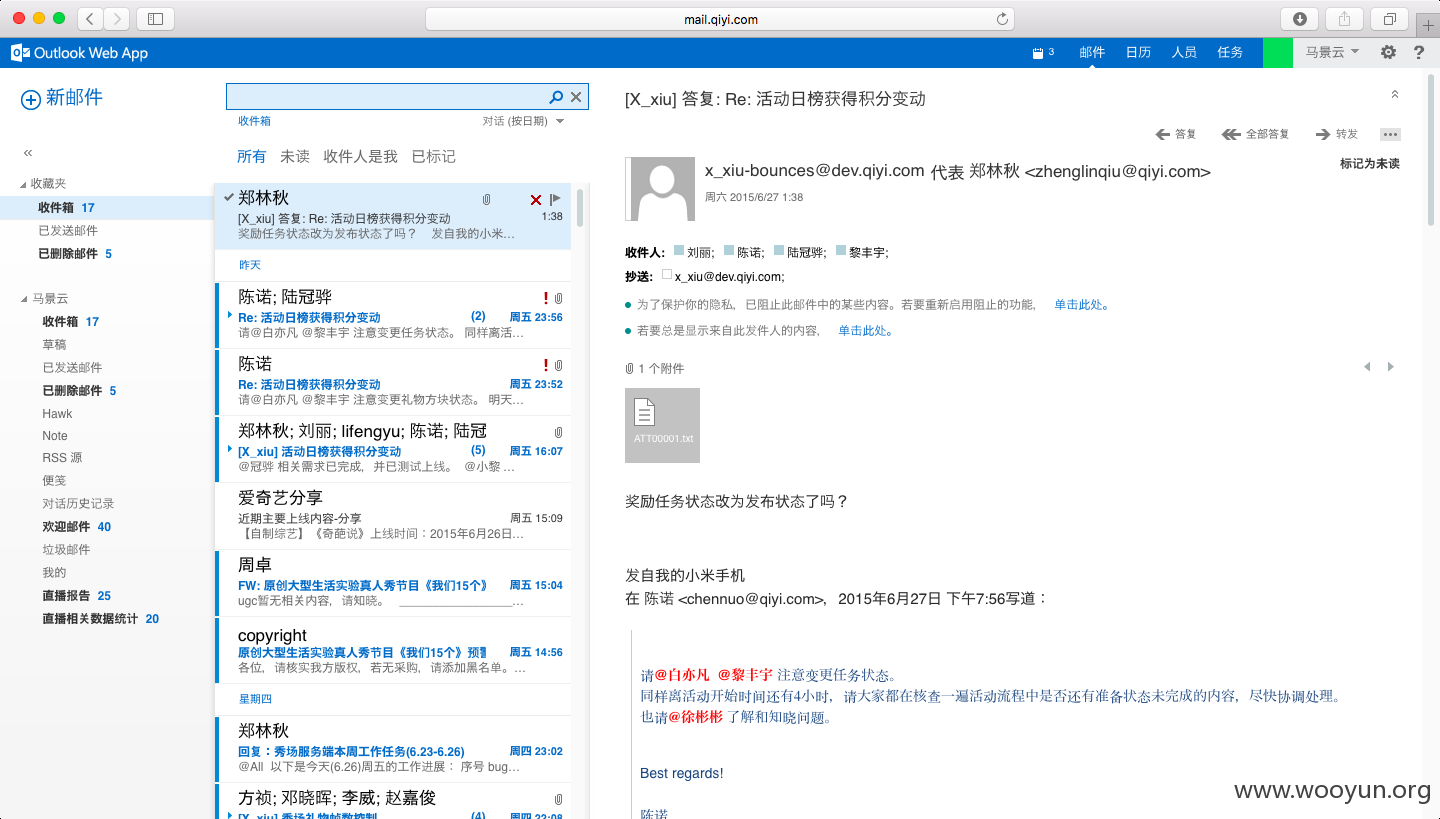 mail.qiyi.com
Outlook Web App
3
邮件
日历
人员
任务
马景云
?
新邮件
«
收藏夹
收件箱 17
已发送邮件
已删除邮件 5
马景云
收件箱 17
草稿
已发送邮件
已删除邮件 5
Hawk
Note
RSS 源
便笺
对话历史记录
欢迎邮件 40
垃圾邮件
我的
直播报告 25
直播相关数据统计 20
收件箱
对话 (按日期)
所有 未读 收件人是我 已标记
郑林秋
[X_xiu] 答复: Re: 活动日榜获得积分变动 1:38
奖励任务状态改为发布状态了吗？ 发自我的小米…
昨天
陈诺; 陆冠骅
Re: 活动日榜获得积分变动 (2) 周五 23:56
请@白亦凡 @黎丰宇 注意变更任务状态。 同样离活…
陈诺
Re: 活动日榜获得积分变动 周五 23:52
请@白亦凡 @黎丰宇 注意变更礼物方块状态。 明天…
郑林秋; 刘丽; lifengyu; 陈诺; 陆冠
[X_xiu] 活动日榜获得积分变动 (5) 周五 16:07
@冠骅 相关需求已完成，并已测试上线。 @小黎 …
爱奇艺分享
近期主要上线内容-分享 周五 15:09
【自制综艺】《奇葩说》上线时间：2015年6月26日…
周卓
FW: 原创大型生活实验真人秀节目《我们15个》 周五 15:04
ugc暂无相关内容，请知晓。 ___________________…
copyright
原创大型生活实验真人秀节目《我们15个》预警 周五 14:56
各位，请核实我方版权，若无采购，请添加黑名单。…
星期四
郑林秋
回复：秀场服务端本周工作任务(6.23-6.26) 周四 23:02
@All 以下是今天(6.26)周五的工作进展： 序号 bug…
方祯; 邓晓晖; 李威; 赵嘉俊
[X_xiu] 秀场礼物帧数控制 (4) 周四 22:08
[X_xiu] 答复: Re: 活动日榜获得积分变动
答复
全部答复
转发
标记为未读
x_xiu-bounces@dev.qiyi.com 代表 郑林秋 <zhenglinqiu@qiyi.com>
周六 2015/6/27 1:38
收件人: 刘丽; 陈诺; 陆冠骅; 黎丰宇;
抄送: x_xiu@dev.qiyi.com;
为了保护你的隐私，已阻止此邮件中的某些内容。若要重新启用阻止的功能， 单击此处。
若要总是显示来自此发件人的内容， 单击此处。
1 个附件
ATT00001.txt
奖励任务状态改为发布状态了吗？
发自我的小米手机
在 陈诺 <chennuo@qiyi.com>，2015年6月27日 下午7:56写道：
请@白亦凡 @黎丰宇 注意变更任务状态。
同样离活动开始时间还有4小时，请大家都在核查一遍活动流程中是否还有准备状态未完成的内容，尽快协调处理。
也请@徐彬彬 了解和知晓问题。
Best regards!
陈诺
www.wooyun.org